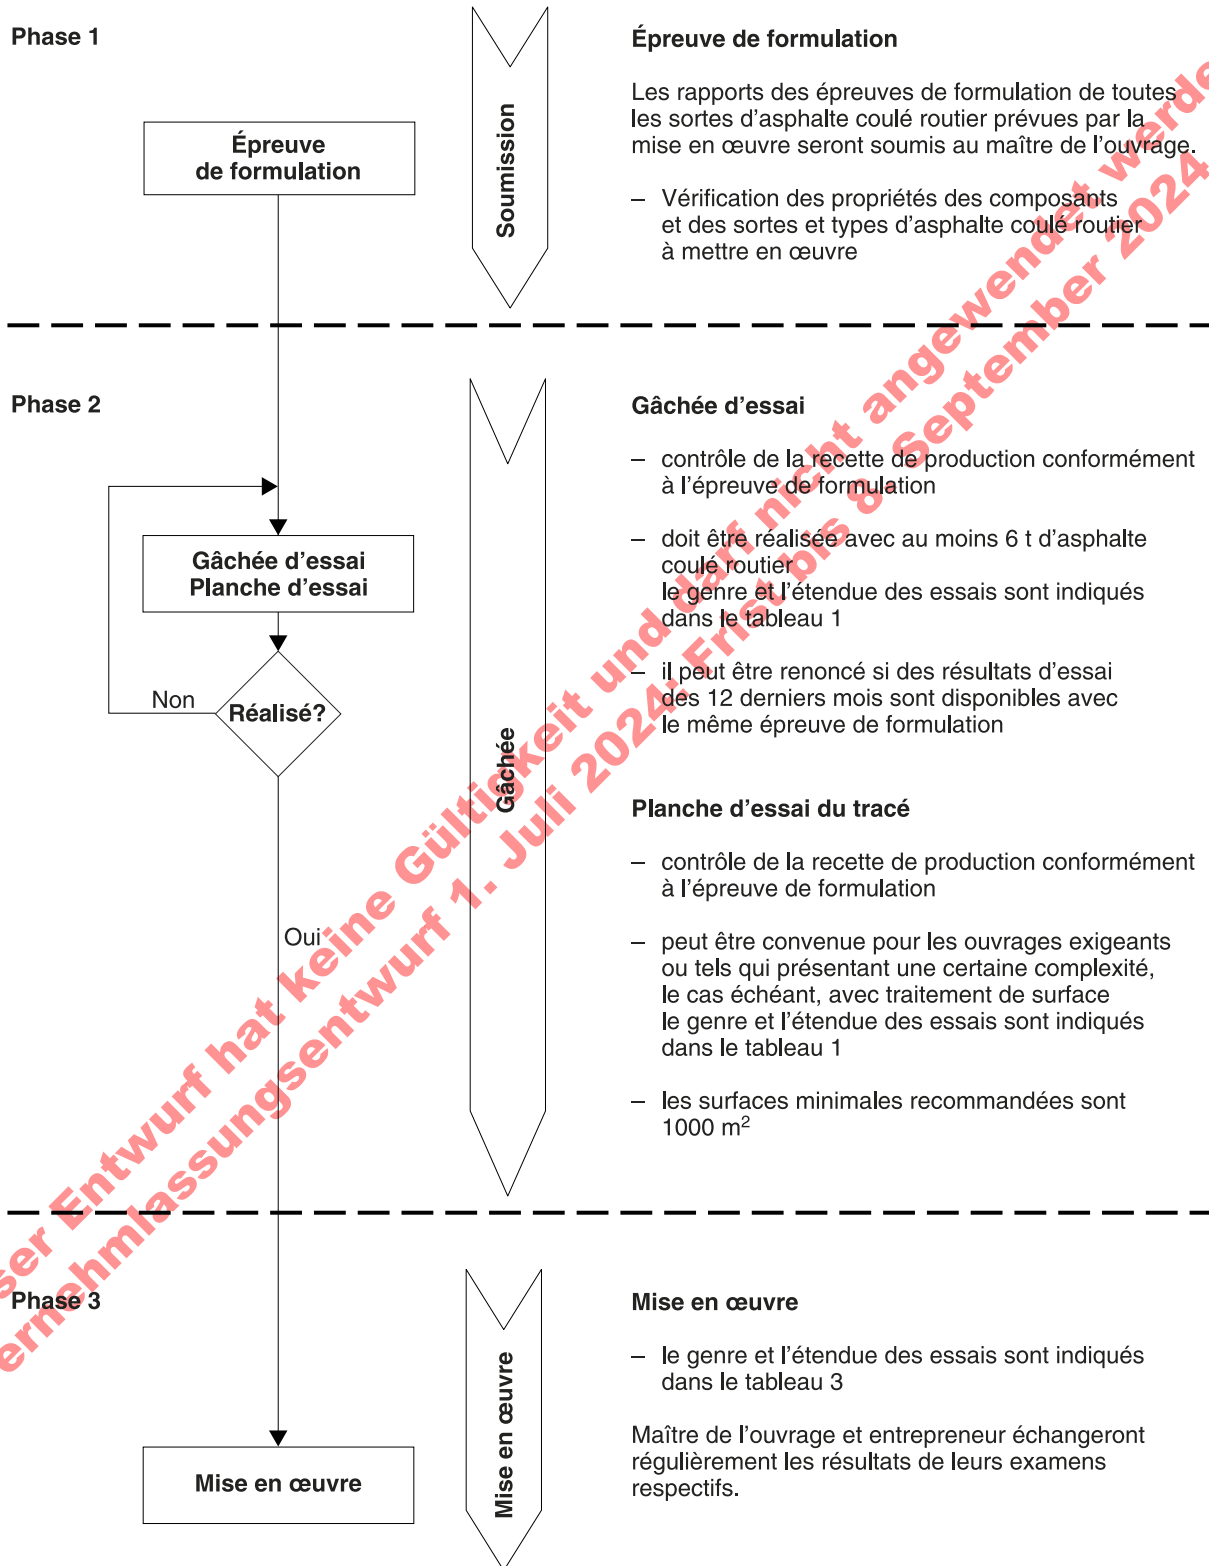 Phase 1
Épreuve
de formulation
Soumission
Épreuve de formulation
Les rapports des épreuves de formulation de toutes
les sortes d’asphalte coulé routier prévues par la
mise en œuvre seront soumis au maître de l’ouvrage.
– Vérification des propriétés des composants
et des sortes et types d’asphalte coulé routier
à mettre en œuvre
Phase 2
Gâchée d’essai
Planche d’essai
Non
Réalisé?
Oui
Gâchée
Gâchée d’essai
– contrôle de la recette de production conformément
à l’épreuve de formulation
– doit être réalisée avec au moins 6 t d’asphalte
coulé routier
le genre et l’étendue des essais sont indiqués
dans le tableau 1
– il peut être renoncé si des résultats d’essai
des 12 derniers mois sont disponibles avec
le même épreuve de formulation
Planche d’essai du tracé
– contrôle de la recette de production conformément
à l’épreuve de formulation
– peut être convenue pour les ouvrages exigeants
ou tels qui présentant une certaine complexité,
le cas échéant, avec traitement de surface
le genre et l’étendue des essais sont indiqués
dans le tableau 1
– les surfaces minimales recommandées sont
1000 m²
Phase 3
Mise en œuvre
Mise en œuvre
Mise en œuvre
– le genre et l’étendue des essais sont indiqués
dans le tableau 3
Maître de l’ouvrage et entrepreneur échangeront
régulièrement les résultats de leurs examens
respectifs.
ser Entwurf hat keine Gültigkeit und darf nicht angewendet werde
ernehmlassungsentwurf 1. Juli 2024; Frist bis 8. September 2024